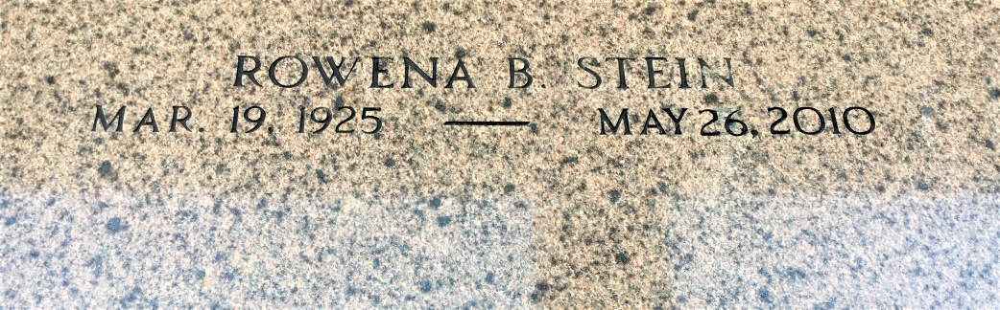 ROWENA B. STEIN
MAR. 19, 1925 — MAY 26, 2010